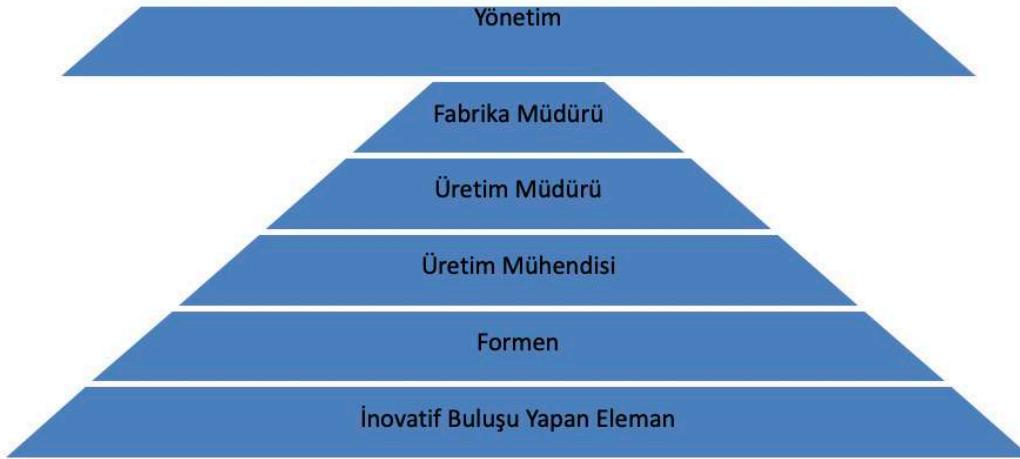 Yönetim
Fabrika Müdürü
Üretim Müdürü
Üretim Mühendisi
Formen
İnovatif Buluşu Yapan Eleman